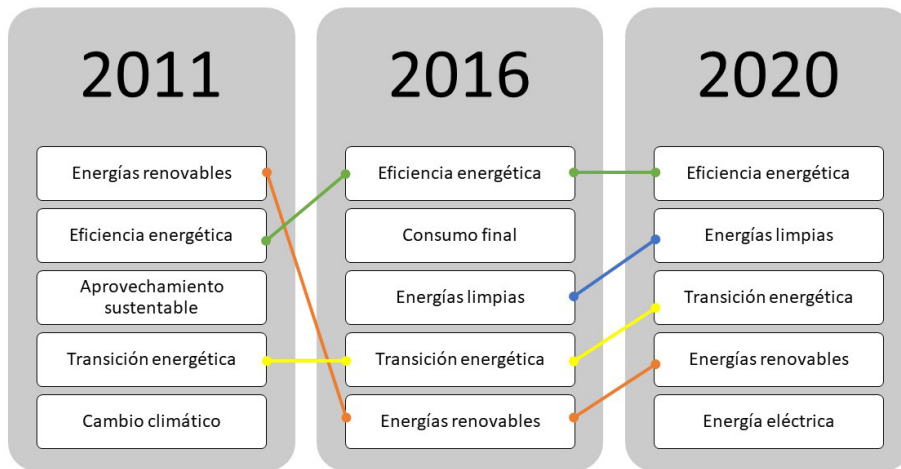 2011
Energías renovables
Eficiencia energética
Aprovechamiento
sustentable
Transición energética
Cambio climático
2016
Eficiencia energética
Consumo final
Energías limpias
Transición energética
Energías renovables
2020
Eficiencia energética
Energías limpias
Transición energética
Energías renovables
Energía eléctrica